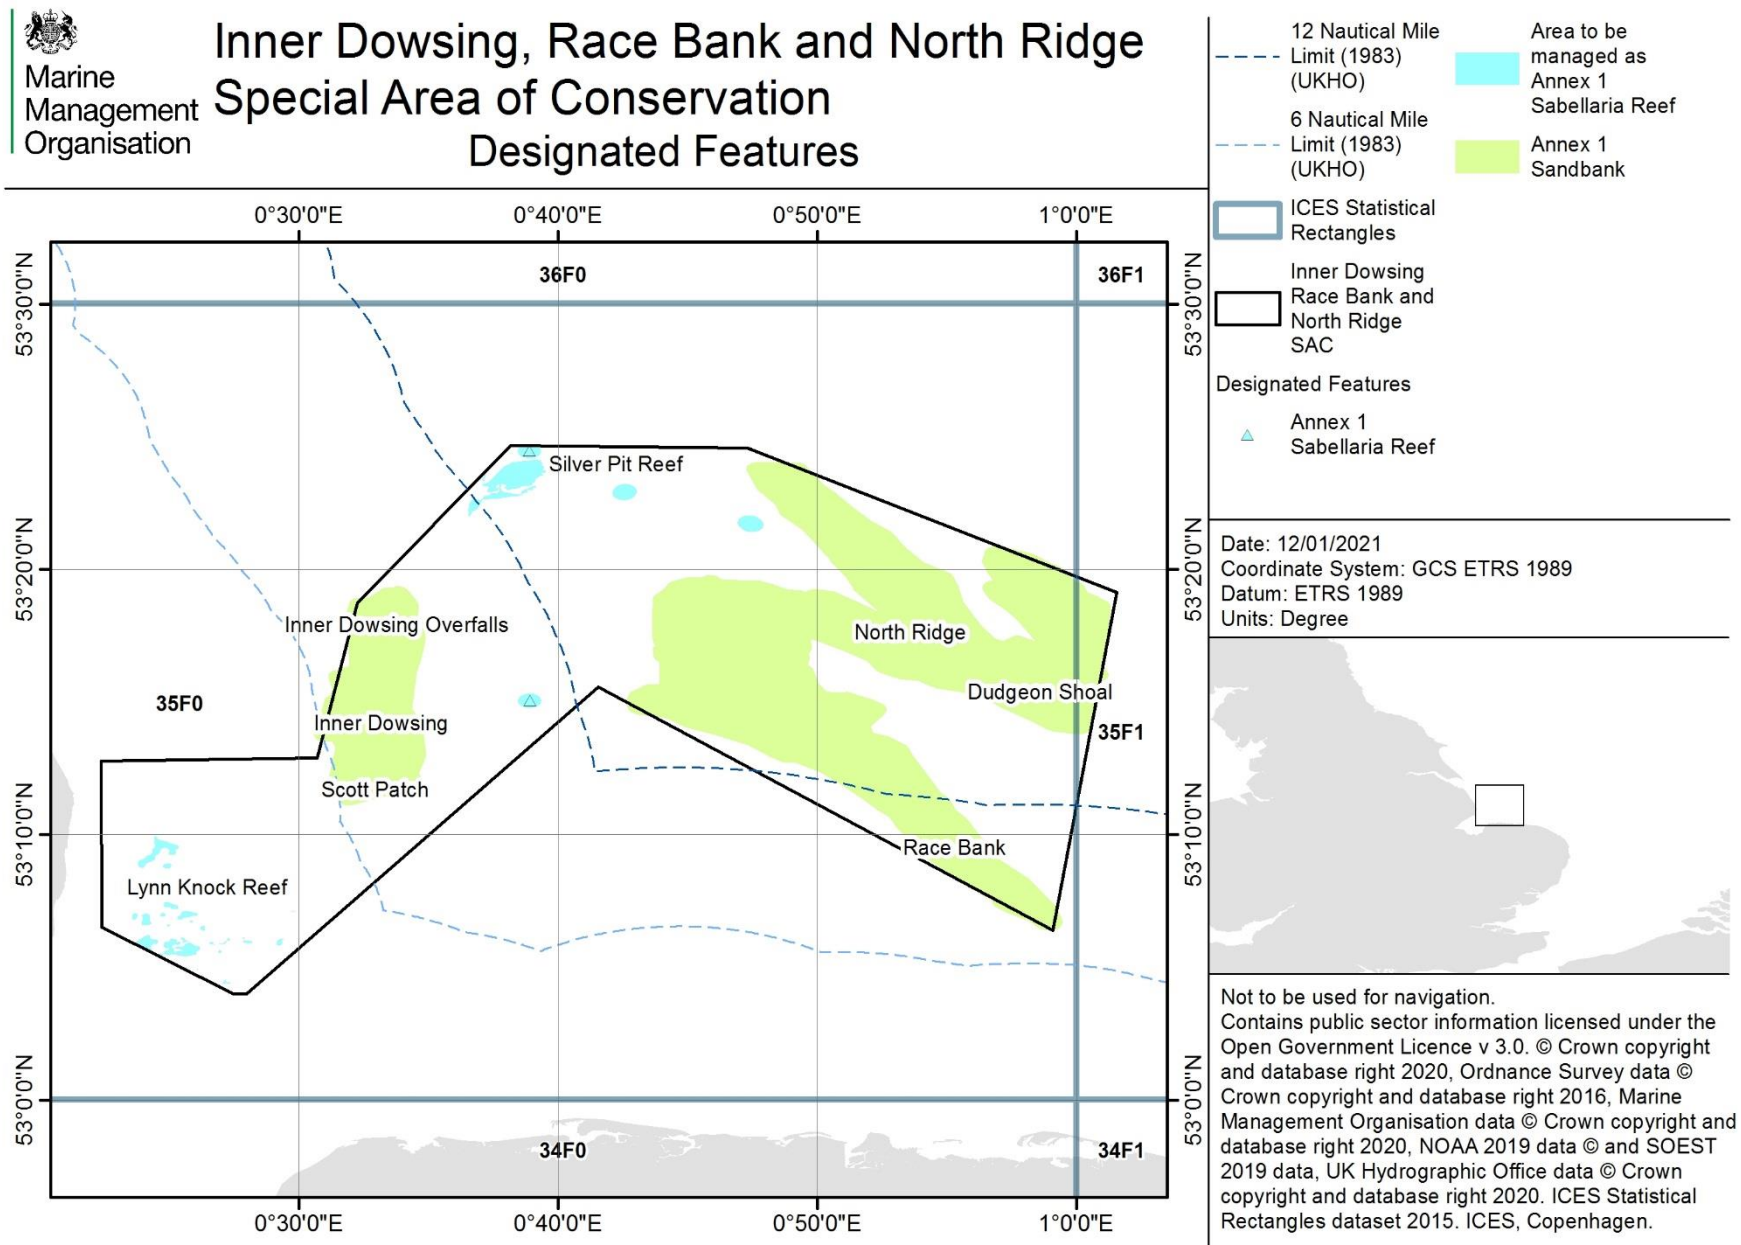 Marine
Management
Organisation
Inner Dowsing, Race Bank and North Ridge
Special Area of Conservation
Designated Features
0°30'0"E
0°40'0"E
0°50'0"E
1°0'0"E
53°30'0"N
53°20'0"N
53°10'0"N
53°0'0"N
36F0
36F1
Silver Pit Reef
Inner Dowsing Overfalls
North Ridge
Dudgeon Shoal
35F0
Inner Dowsing
35F1
Scott Patch
Race Bank
Lynn Knock Reef
34F0
34F1
53°30'0"N
53°20'0"N
53°10'0"N
53°0'0"N
0°30'0"E
0°40'0"E
0°50'0"E
1°0'0"E
12 Nautical Mile
Limit (1983)
(UKHO)
6 Nautical Mile
Limit (1983)
(UKHO)
ICES Statistical
Rectangles
Inner Dowsing
Race Bank and
North Ridge
SAC
Designated Features
Annex 1
Sabellaria Reef
Area to be
managed as
Annex 1
Sabellaria Reef
Annex 1
Sandbank
Date: 12/01/2021
Coordinate System: GCS ETRS 1989
Datum: ETRS 1989
Units: Degree
Not to be used for navigation.
Contains public sector information licensed under the
Open Government Licence v 3.0. © Crown copyright
and database right 2020, Ordnance Survey data ©
Crown copyright and database right 2016, Marine
Management Organisation data © Crown copyright and
database right 2020, NOAA 2019 data © and SOEST
2019 data, UK Hydrographic Office data © Crown
copyright and database right 2020. ICES Statistical
Rectangles dataset 2015. ICES, Copenhagen.